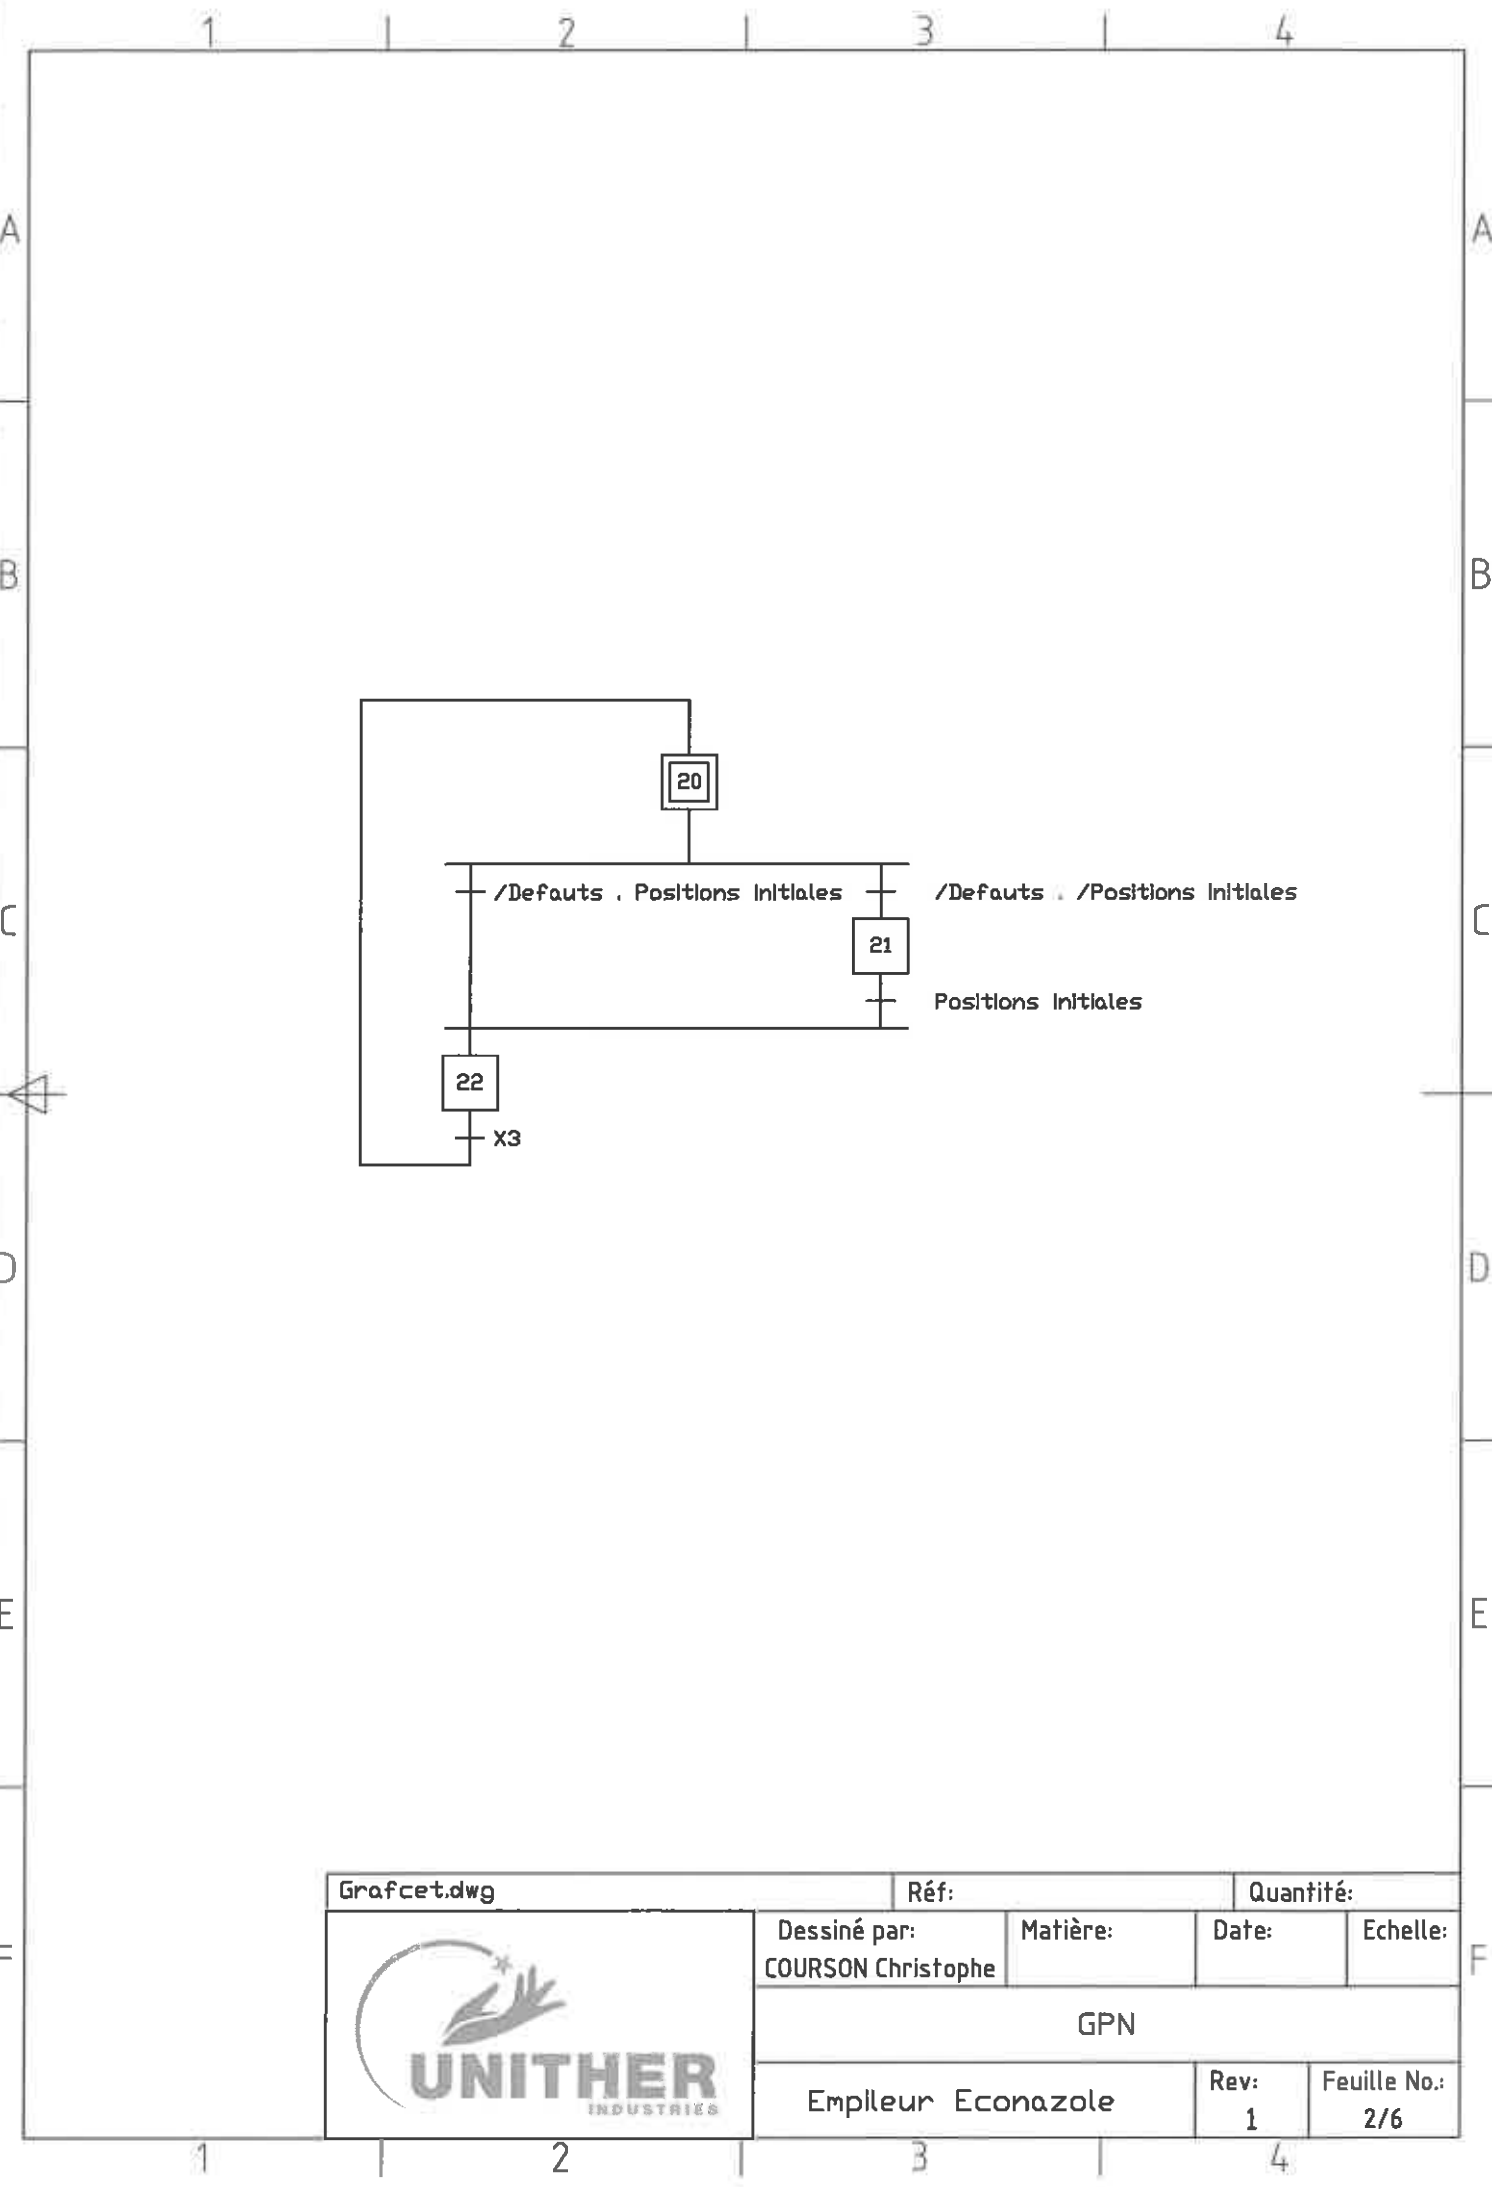 1 2 3 4
A A
B B
20
/Defauts . Positions Initiales /Defauts . /Positions Initiales
C C
21
Positions Initiales
22
X3
D D
E E
Grafcet.dwg Réf: Quantité:
Dessiné par: Matière: Date: Echelle:
COURSON Christophe
F
GPN
UNITHER
INDUSTRIES
Empileur Econazole
Rev: Feuille No.:
1 2/6
1 2 3 4